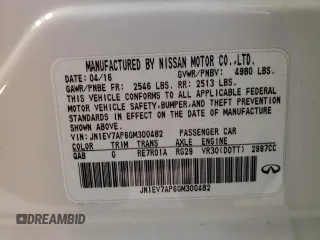 MANUFACTURED BY NISSAN MOTOR CO.,LTD.
DATE: 04/16 GVWR/PNBV: 4980 LBS.
GAWR/PNBE FR: 2546 LBS. RR: 2513 LBS.
THIS VEHICLE CONFORMS TO ALL APPLICABLE FEDERAL
MOTOR VEHICLE SAFETY,BUMPER,AND THEFT PREVENTION
STANDARDS IN EFFECT ON THE DATE OF MANUFACTURE
SHOWN ABOVE.
VIN:JN1EV7AP6GM300482 PASSENGER CAR
COLOR TRIM TRANS AXLE ENGINE
QAB G RE7R01A RG29 VR30(DDTT) 2997CC
JN1EV7AP6GM300482